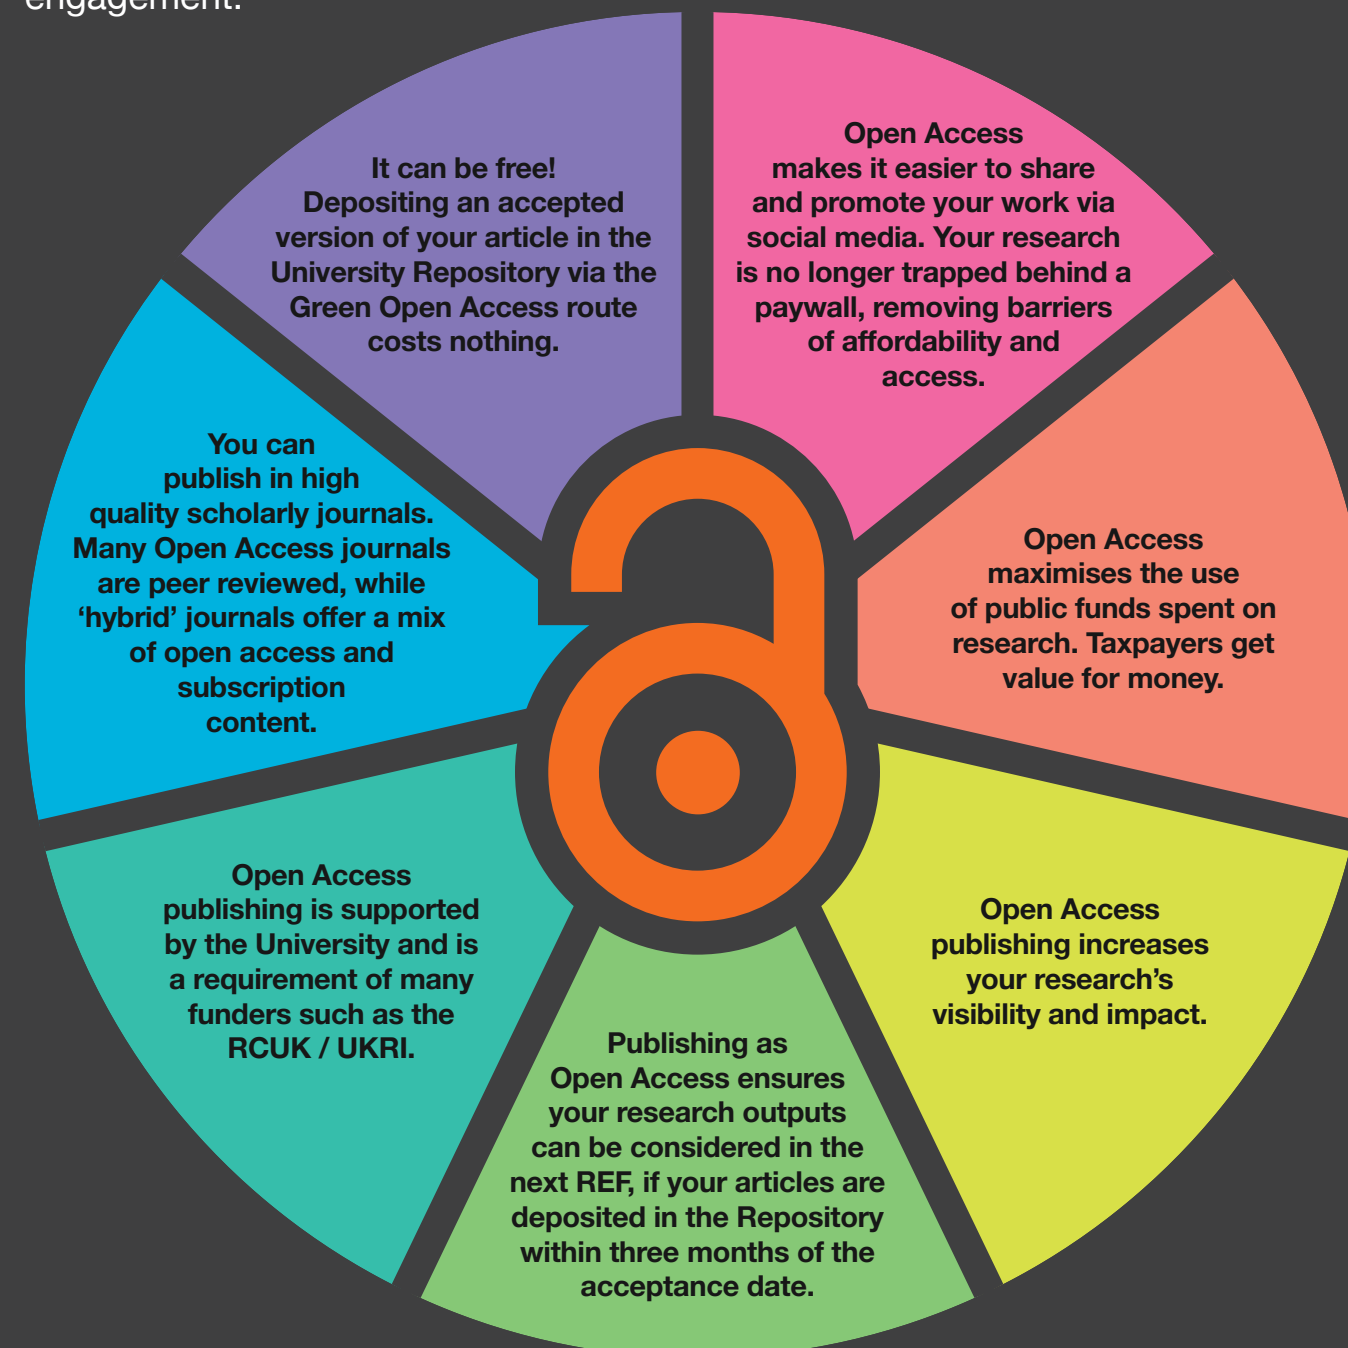 engagement.
It can be free!
Depositing an accepted
version of your article in the
University Repository via the
Green Open Access route
costs nothing.
Open Access
makes it easier to share
and promote your work via
social media. Your research
is no longer trapped behind a
paywall, removing barriers
of affordability and
access.
You can
publish in high
quality scholarly journals.
Many Open Access journals
are peer reviewed, while
‘hybrid’ journals offer a mix
of open access and
subscription
content.
Open Access
maximises the use
of public funds spent on
research. Taxpayers get
value for money.
Open Access
publishing is supported
by the University and is
a requirement of many
funders such as the
RCUK / UKRI.
Open Access
publishing increases
your research’s
visibility and impact.
Publishing as
Open Access ensures
your research outputs
can be considered in the
next REF, if your articles are
deposited in the Repository
within three months of the
acceptance date.